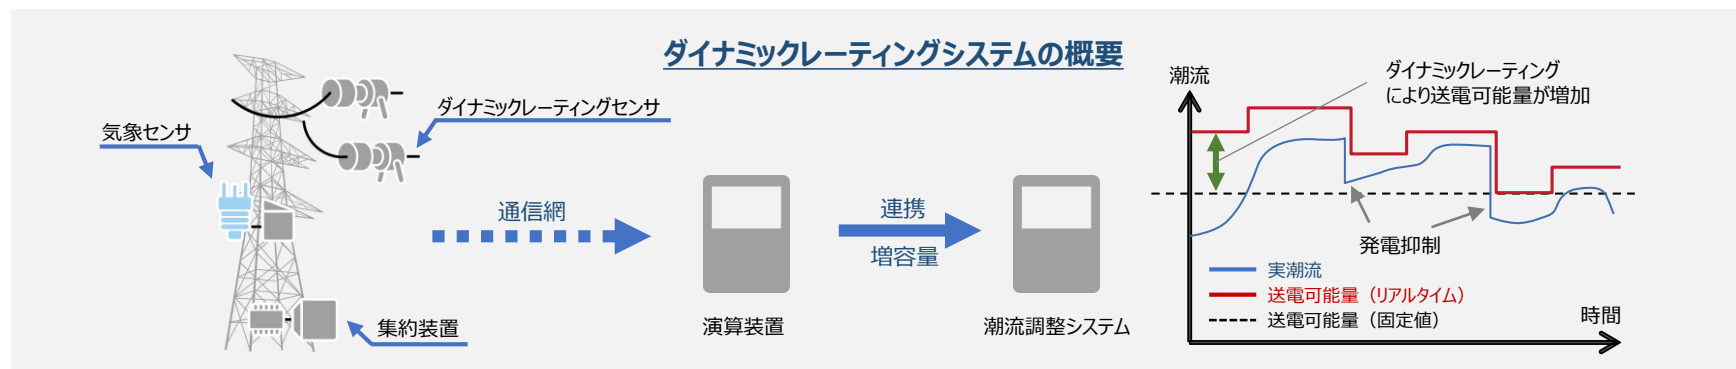 ダイナミックレーティングシステムの概要
気象センサ
ダイナミックレーティングセンサ
集約装置
通信網
演算装置
連携
増容量
潮流調整システム
潮流
ダイナミックレーティング
により送電可能量が増加
発電抑制
実潮流
送電可能量（リアルタイム）
送電可能量（固定値）
時間